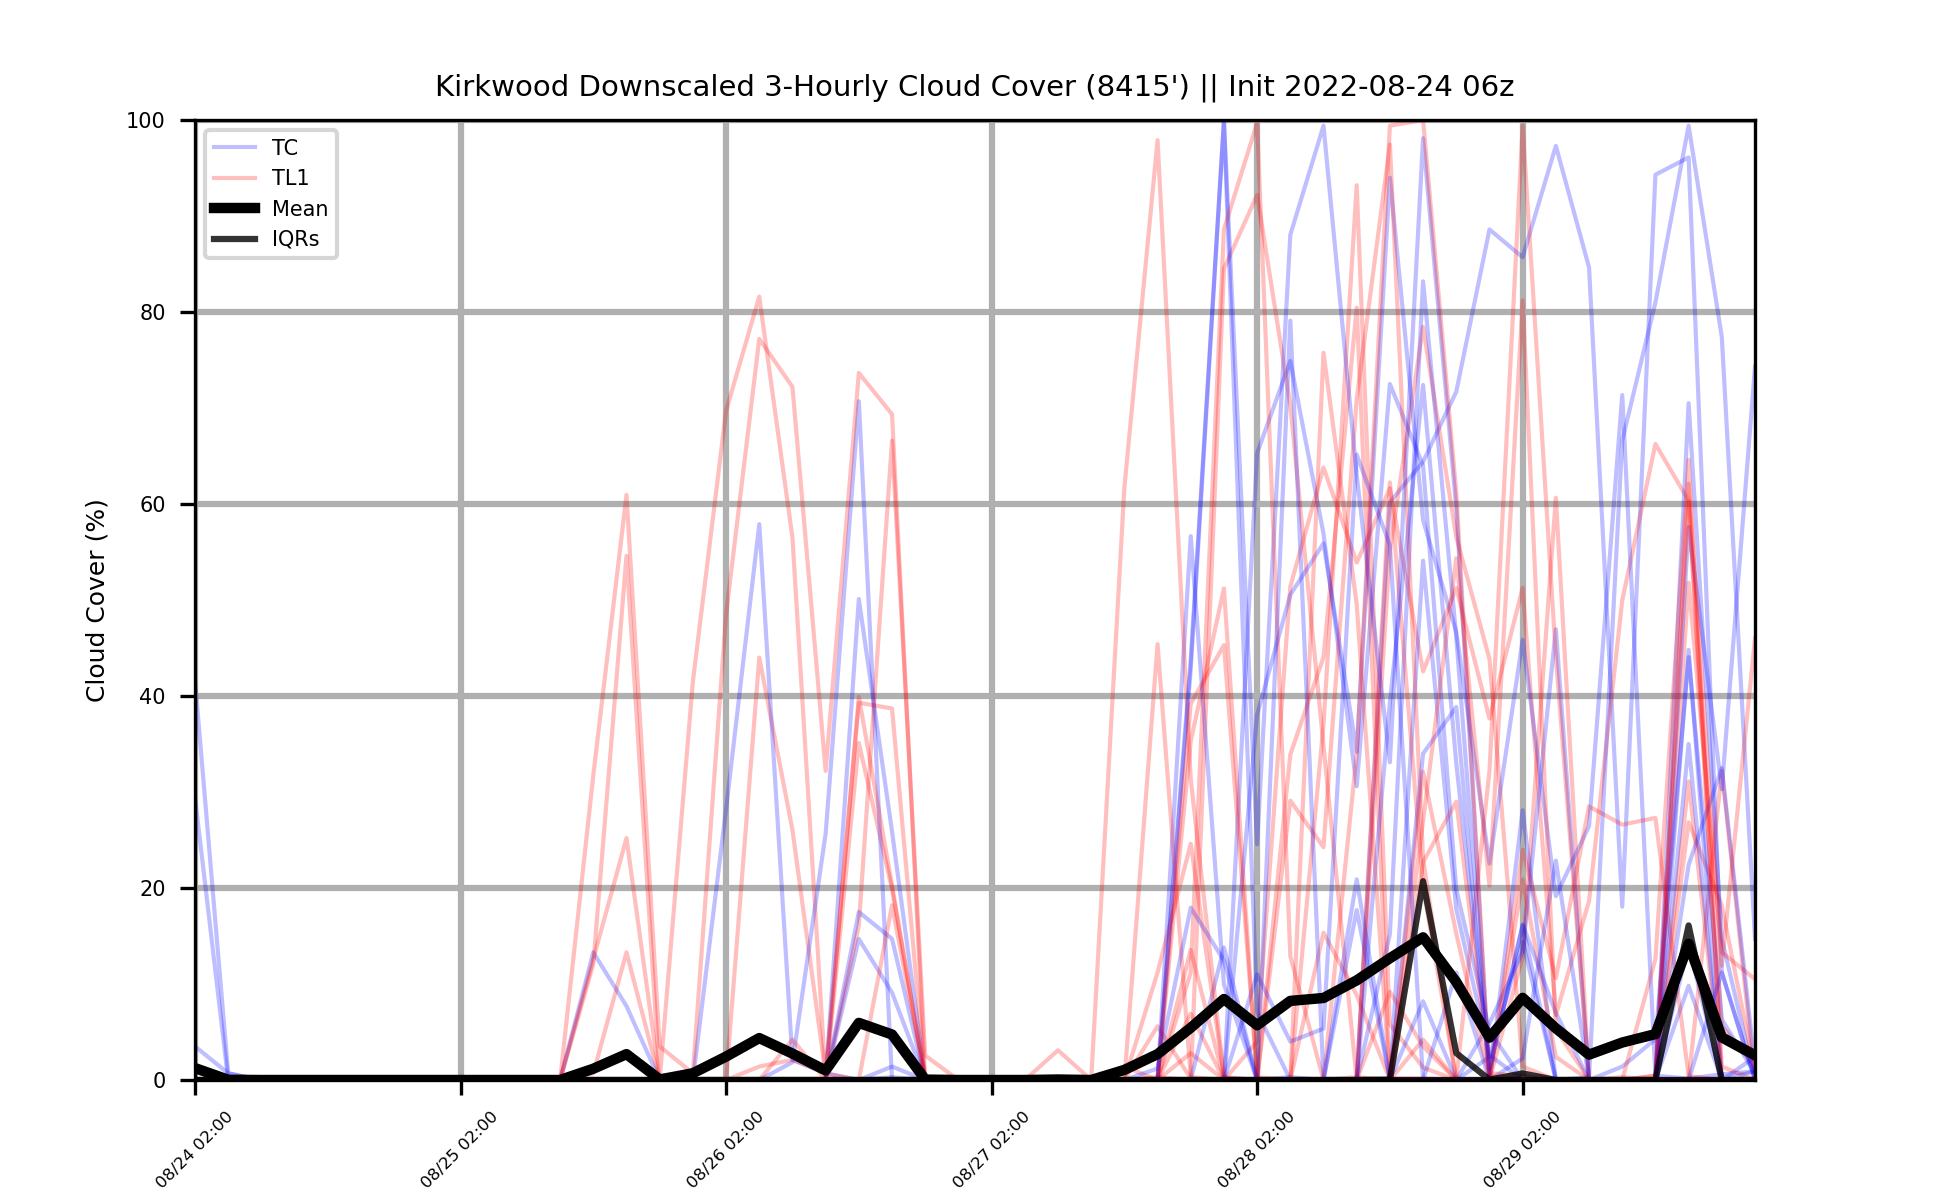 Kirkwood Downscaled 3-Hourly Cloud Cover (8415') || Init 2022-08-24 06z
100
80
60
40
20
0
Cloud Cover (%)
TC
TL1
Mean
IQRs
08/24 02:00
08/25 02:00
08/26 02:00
08/27 02:00
08/28 02:00
08/29 02:00